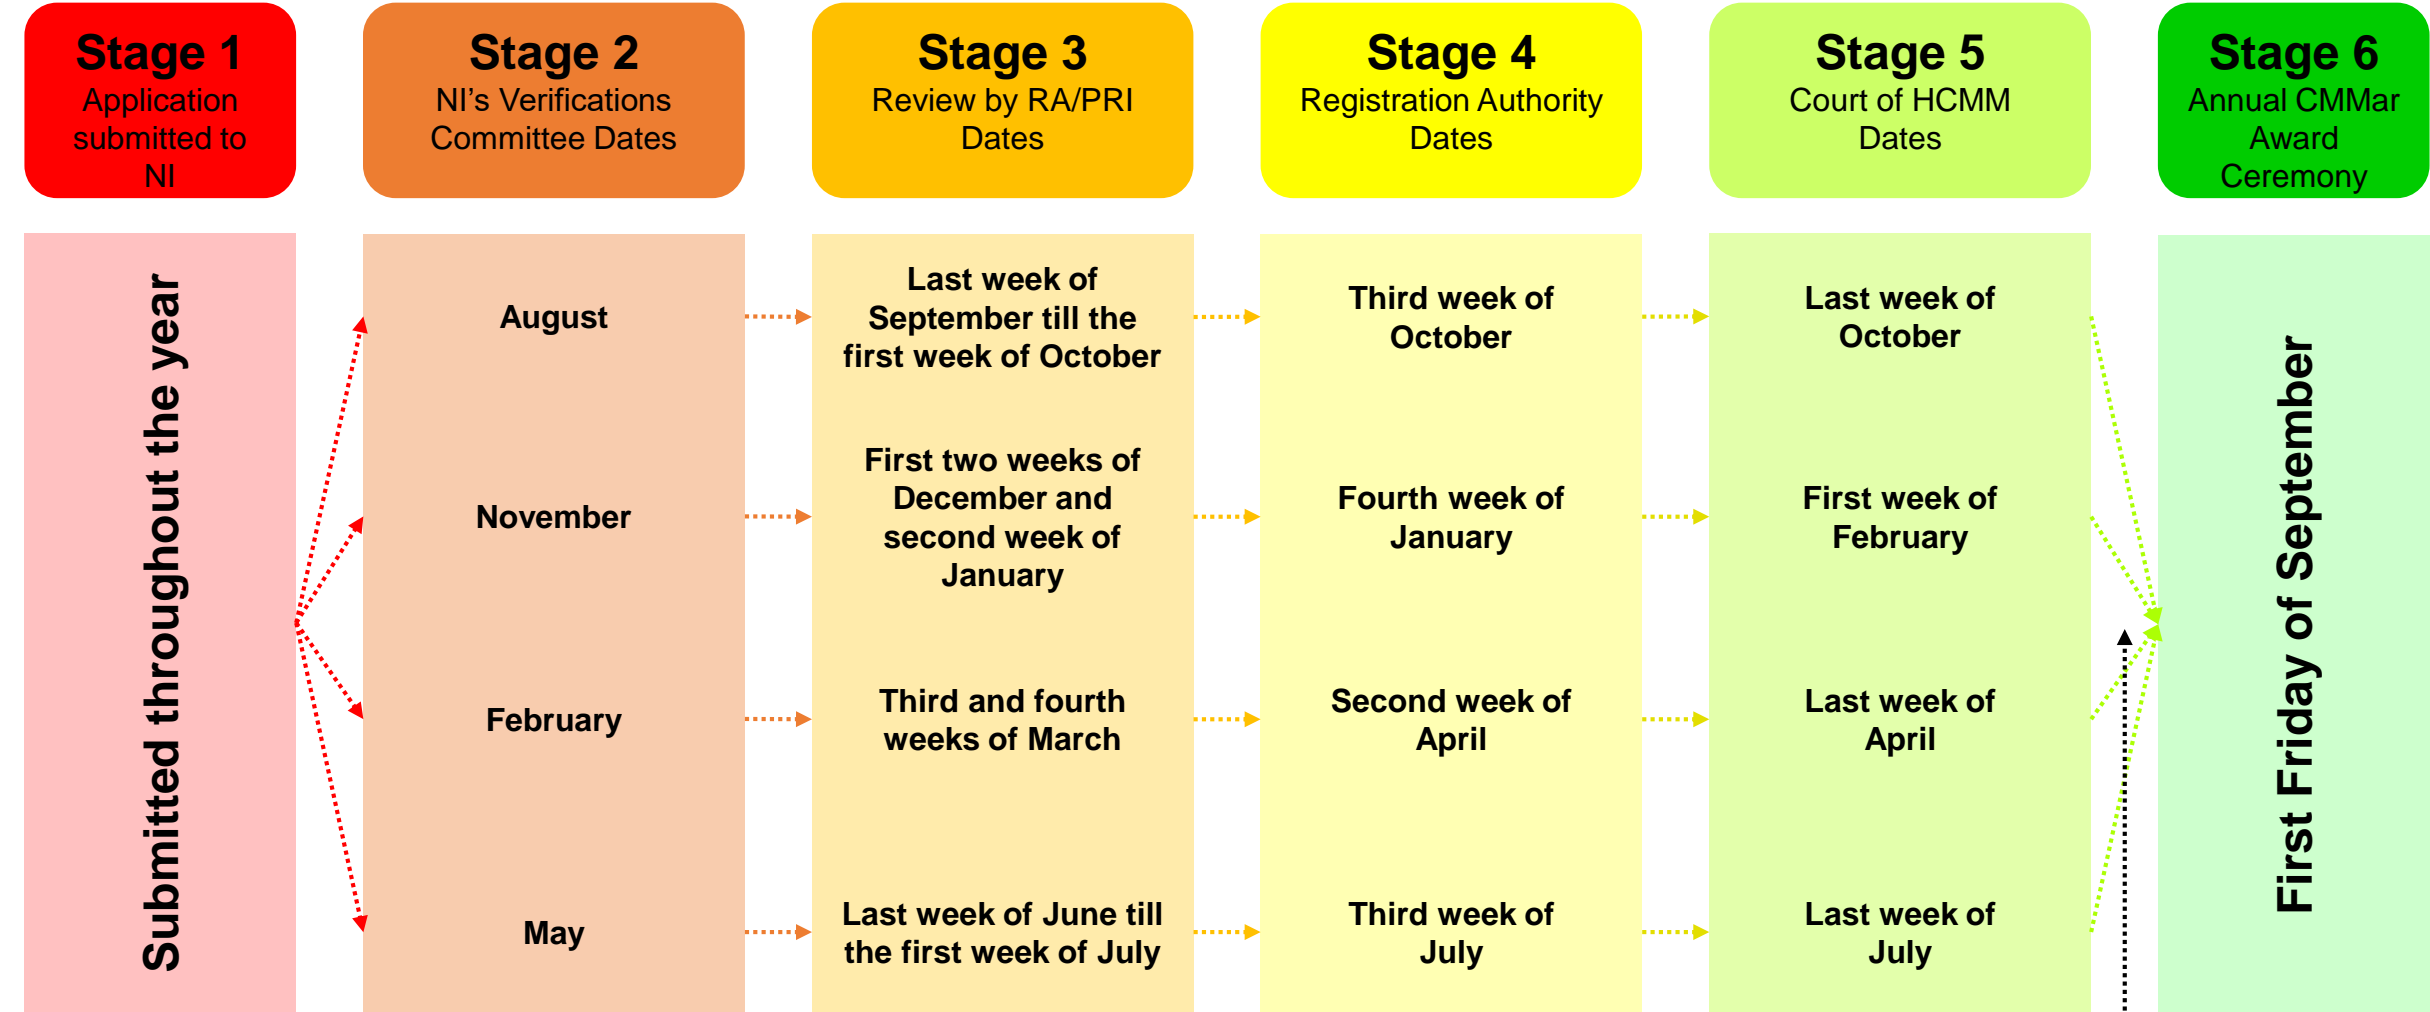 Stage 1
Application
submitted to
NI
Stage 2
NI’s Verifications
Committee Dates
Stage 3
Review by RA/PRI
Dates
Stage 4
Registration Authority
Dates
Stage 5
Court of HCMM
Dates
Stage 6
Annual CMMar
Award
Ceremony
Submitted throughout the year
August
Last week of
September till the
first week of October
Third week of
October
Last week of
October
November
First two weeks of
December and
second week of
January
Fourth week of
January
First week of
February
February
Third and fourth
weeks of March
Second week of
April
Last week of
April
May
Last week of June till
the first week of July
Third week of
July
Last week of
July
First Friday of September